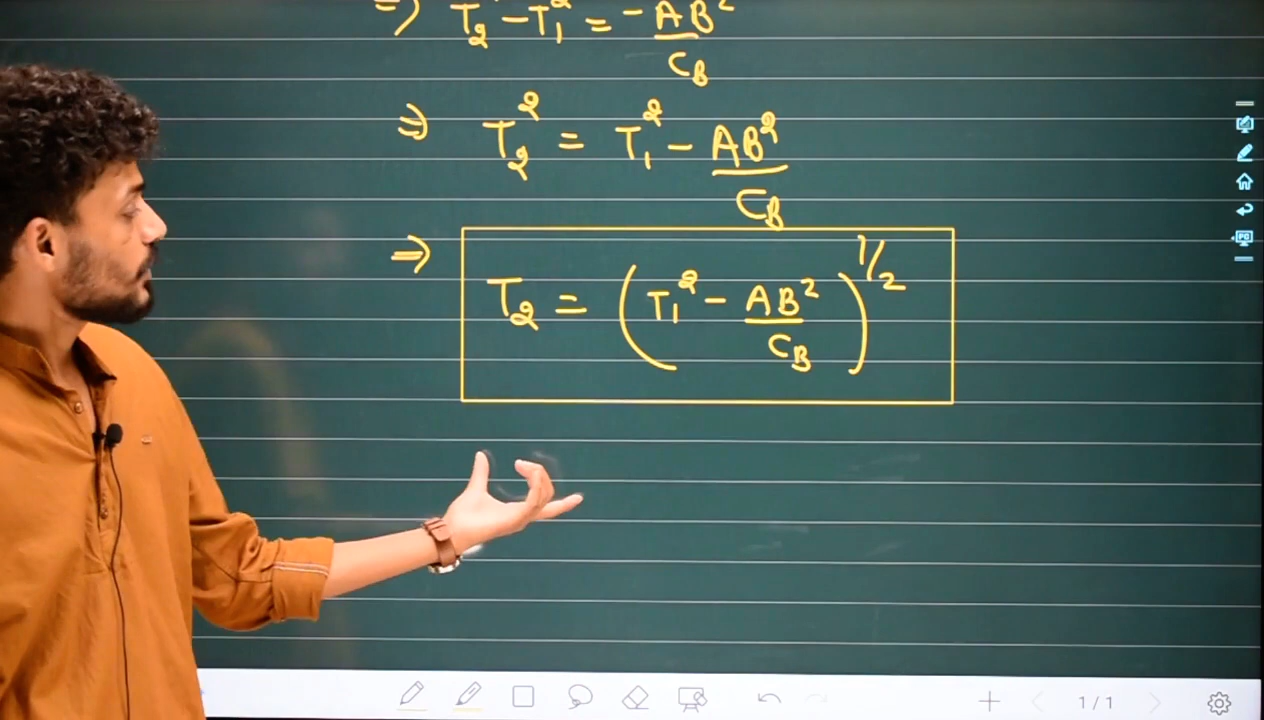 ⇒ T₂² - T₁² = -AB²/C_B
⇒ T₂² = T₁² - AB²/C_B
⇒ T₂ = (T₁² - AB²/C_B)^1/2
1/1